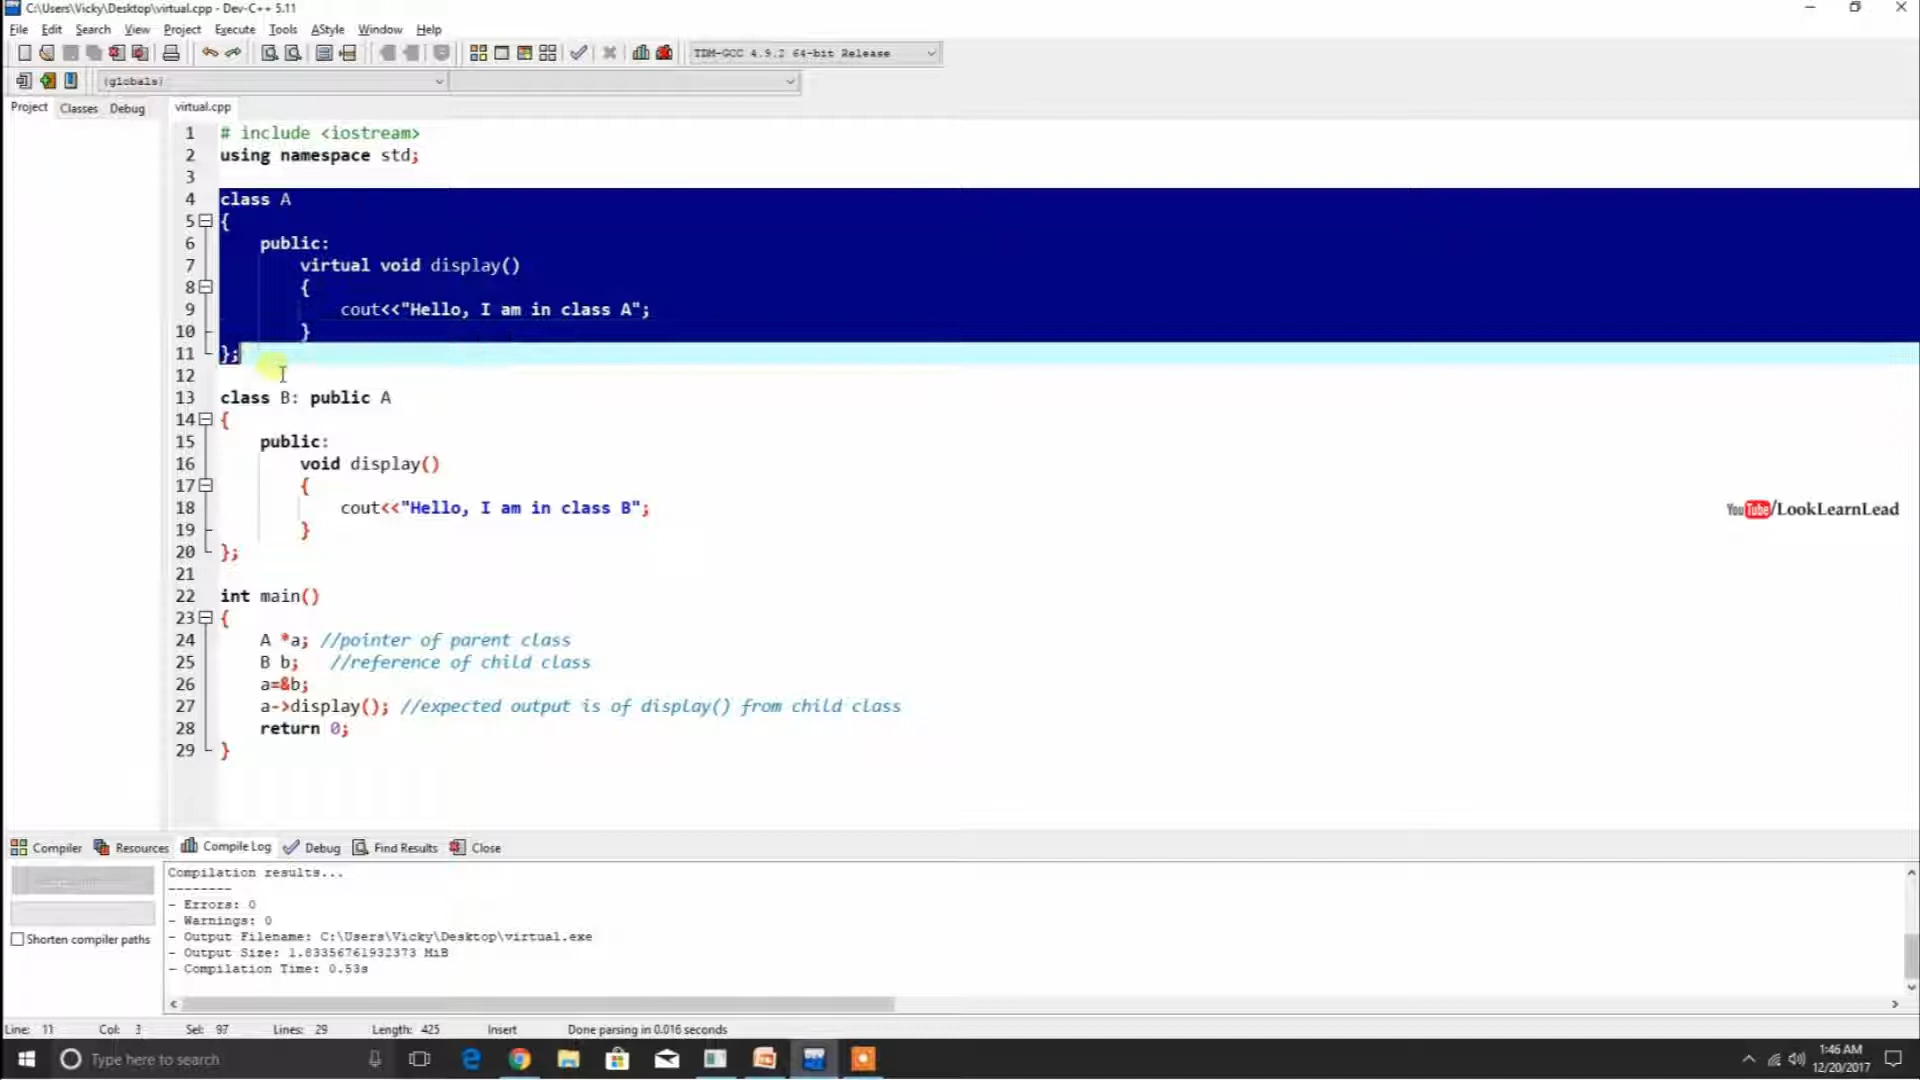 C:\Users\Vicky\Desktop\virtual.cpp - Dev-C++ 5.11
File Edit Search View Project Execute Tools AStyle Window Help
TDM-GCC 4.9.2 64-bit Release
(globals)
Project Classes Debug virtual.cpp
1 # include <iostream>
2 using namespace std;
3
4 class A
5 {
6 public:
7 virtual void display()
8 {
9 cout<<"Hello, I am in class A";
10 }
11 };
12
13 class B: public A
14 {
15 public:
16 void display()
17 {
18 cout<<"Hello, I am in class B";
19 }
20 };
21
22 int main()
23 {
24 A *a; //pointer of parent class
25 B b; //reference of child class
26 a=&b;
27 a->display(); //expected output is of display() from child class
28 return 0;
29 }
YouTube/LookLearnLead
Compiler Resources Compile Log Debug Find Results Close
Compilation results...
--------
- Errors: 0
- Warnings: 0
- Output Filename: C:\Users\Vicky\Desktop\virtual.exe
- Output Size: 1.83356761932373 MiB
- Compilation Time: 0.53s
Shorten compiler paths
Line: 11 Col: 3 Sel: 97 Lines: 29 Length: 425 Insert Done parsing in 0.016 seconds
Type here to search
1:46 AM
12/20/2017